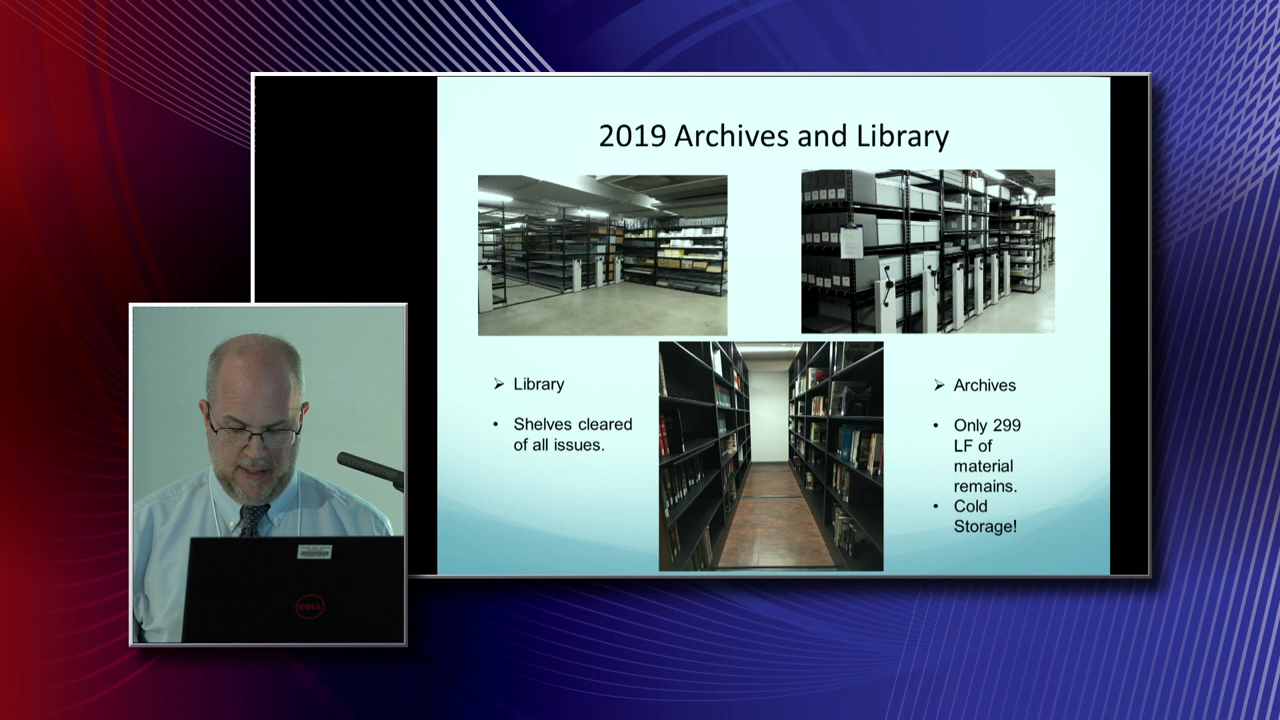 2019 Archives and Library
➢ Library
• Shelves cleared
of all issues.
➢ Archives
• Only 299
LF of
material
remains.
• Cold
Storage!
DELL